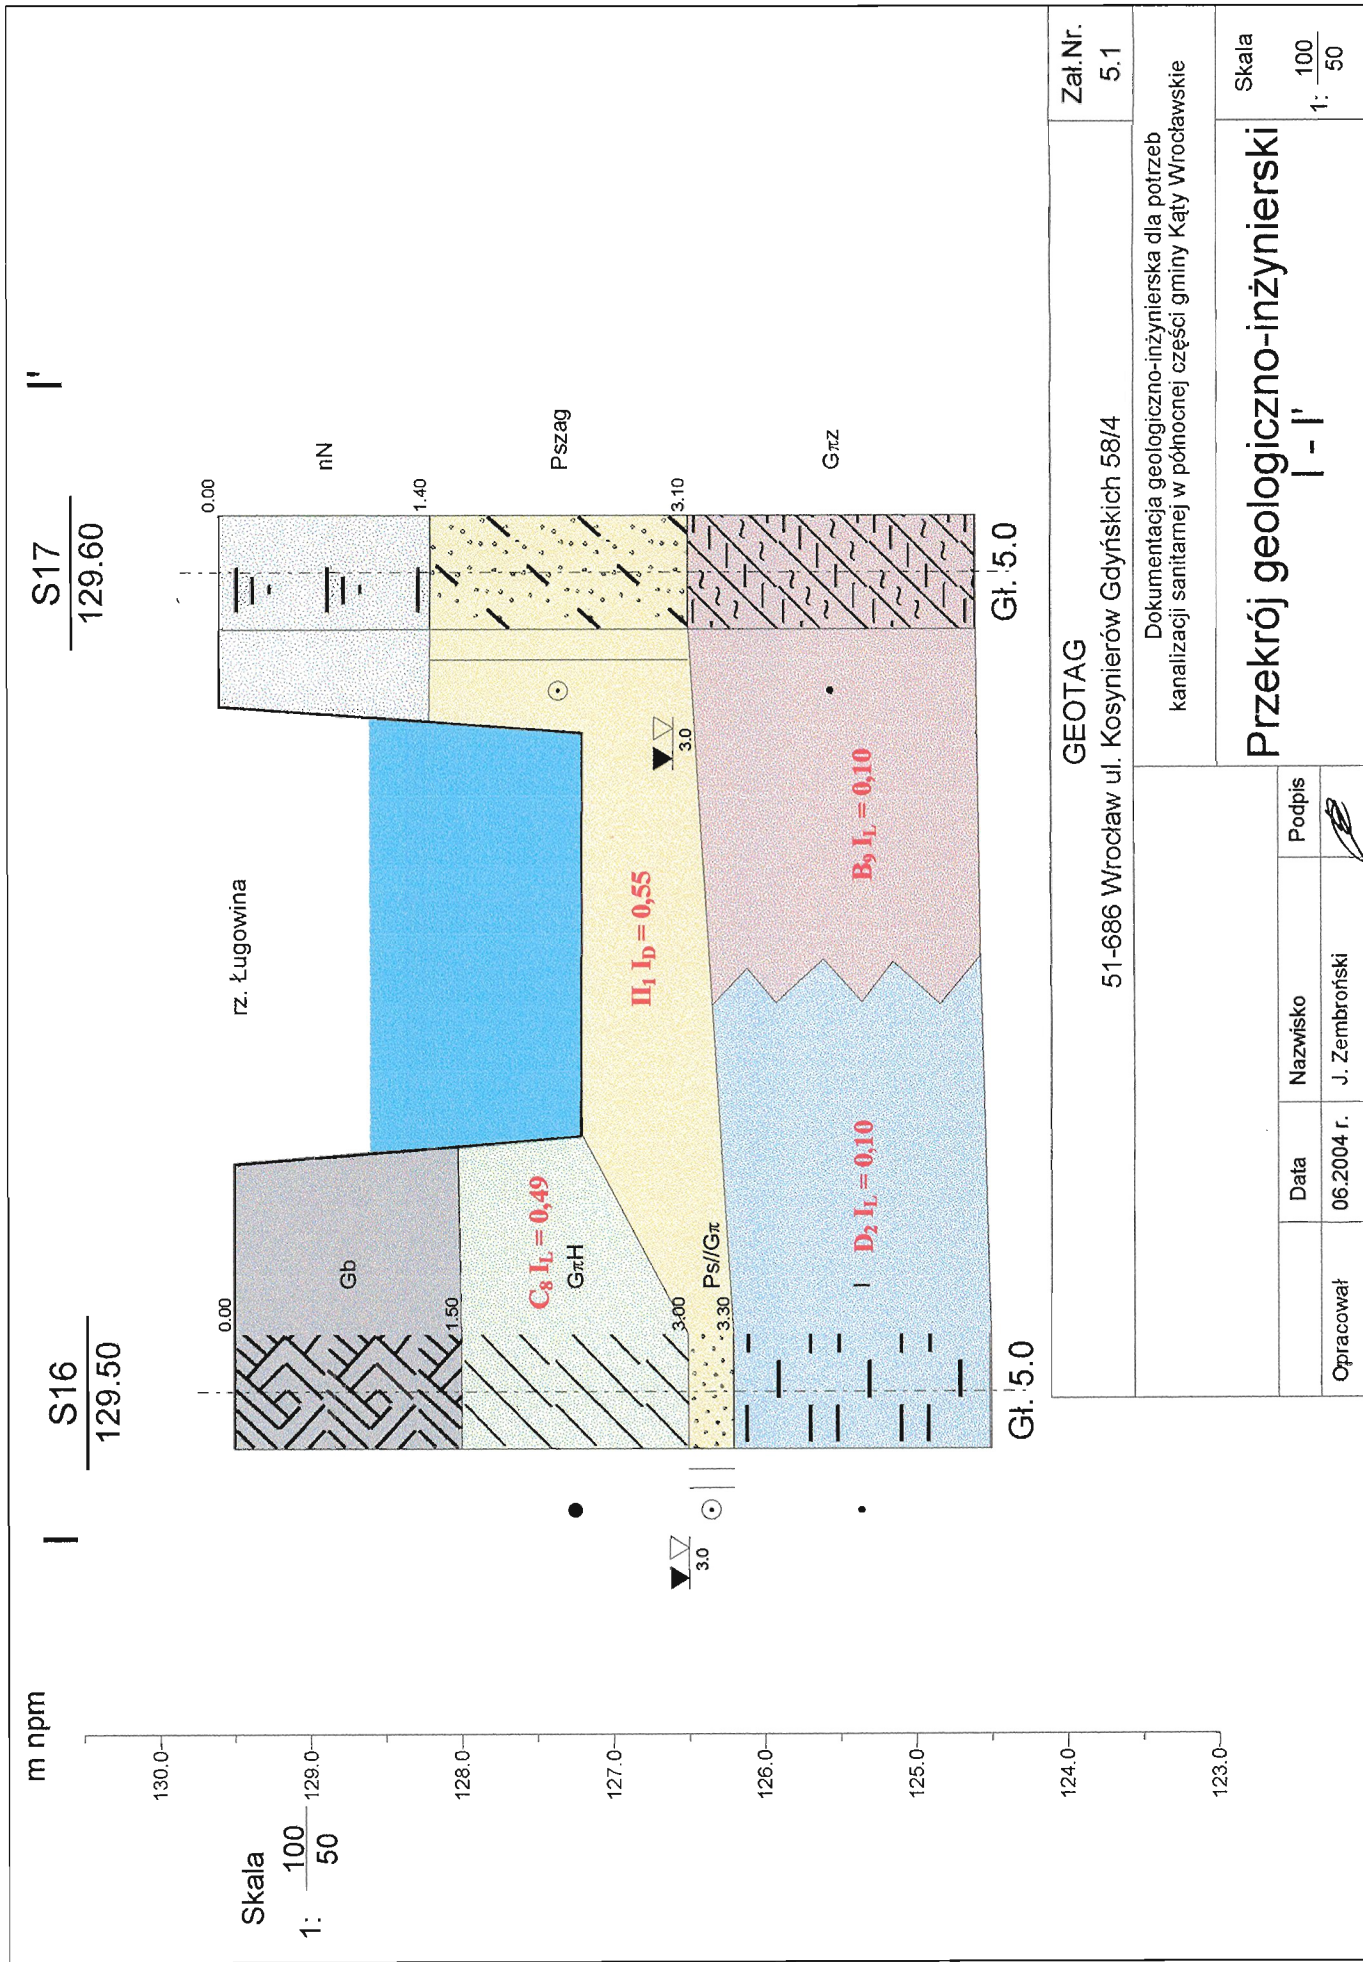 m npm
I
S16
129.50
S17
129.60
I'
Skala
1: 100
50
130.0
129.0
128.0
127.0
126.0
125.0
124.0
123.0
rz. Ługowina
0.00
Gb
1.50
C8 IL = 0,49
GπH
3.00
Ps//Gπ
3.30
I
D2 IL = 0,10
3.0
Gł. 5.0
II1 ID = 0,55
B9 IL = 0,10
3.0
0.00
nN
1.40
Pszag
3.10
Gπz
Gł. 5.0
GEOTAG
51-686 Wrocław ul. Kosynierów Gdyńskich 58/4
Zał.Nr.
5.1
Dokumentacja geologiczno-inżynierska dla potrzeb
kanalizacji sanitarnej w północnej części gminy Kąty Wrocławskie
Przekrój geologiczno-inżynierski
I - I'
Skala
1: 100
50
Data
Nazwisko
Podpis
Opracował
06.2004 r.
J. Zembroński